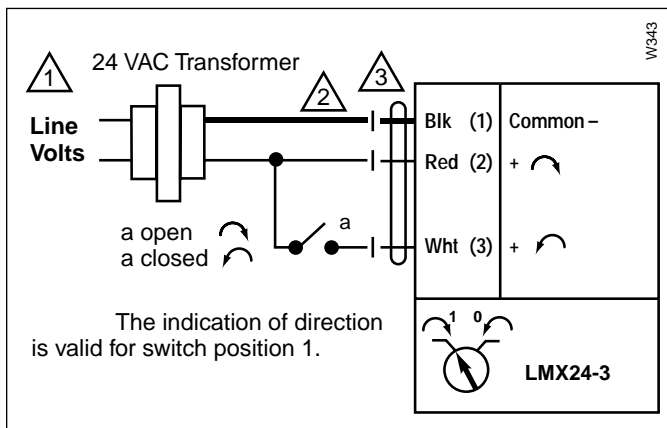 W343
1 24 VAC Transformer 2 3
Line
Volts
Blk (1) Common –
Red (2) +
a open
a closed
a
Wht (3) +
The indication of direction
is valid for switch position 1.
1 0
LMX24-3